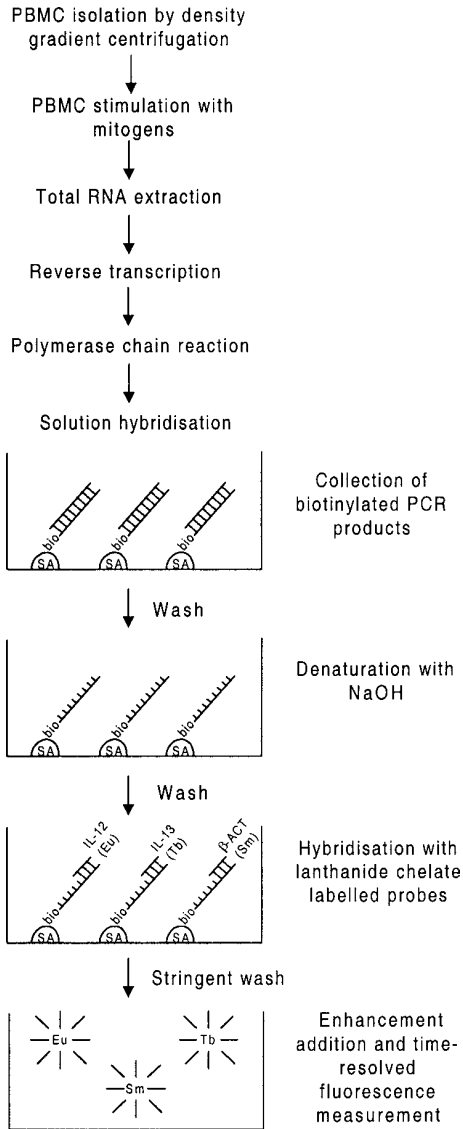 PBMC isolation by density
gradient centrifugation
PBMC stimulation with
mitogens
Total RNA extraction
Reverse transcription
Polymerase chain reaction
Solution hybridisation
bio bio bio
SA SA SA
Collection of
biotinylated PCR
products
Wash
bio bio bio
SA SA SA
Denaturation with
NaOH
Wash
IL-12
(Eu)
IL-13
(Tb)
β-ACT
(Sm)
bio bio bio
SA SA SA
Hybridisation with
lanthanide chelate
labelled probes
Stringent wash
Eu Tb
Sm
Enhancement
addition and time-
resolved
fluorescence
measurement